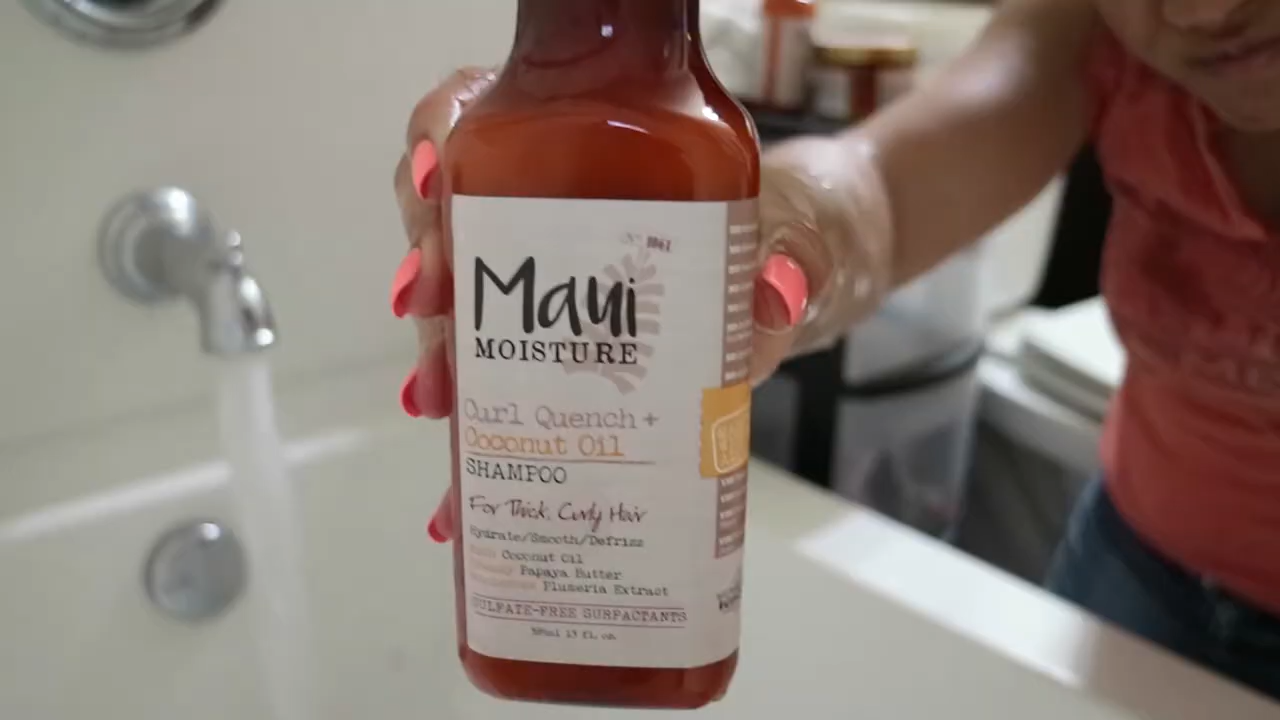 Maui
MOISTURE
Curl Quench +
Coconut Oil
SHAMPOO
For Thick, Curly Hair
Hydrate/Smooth/Defrizz
Coconut Oil
Papaya Butter
Plumeria Extract
SULFATE-FREE SURFACTANTS
13 fl. oz.